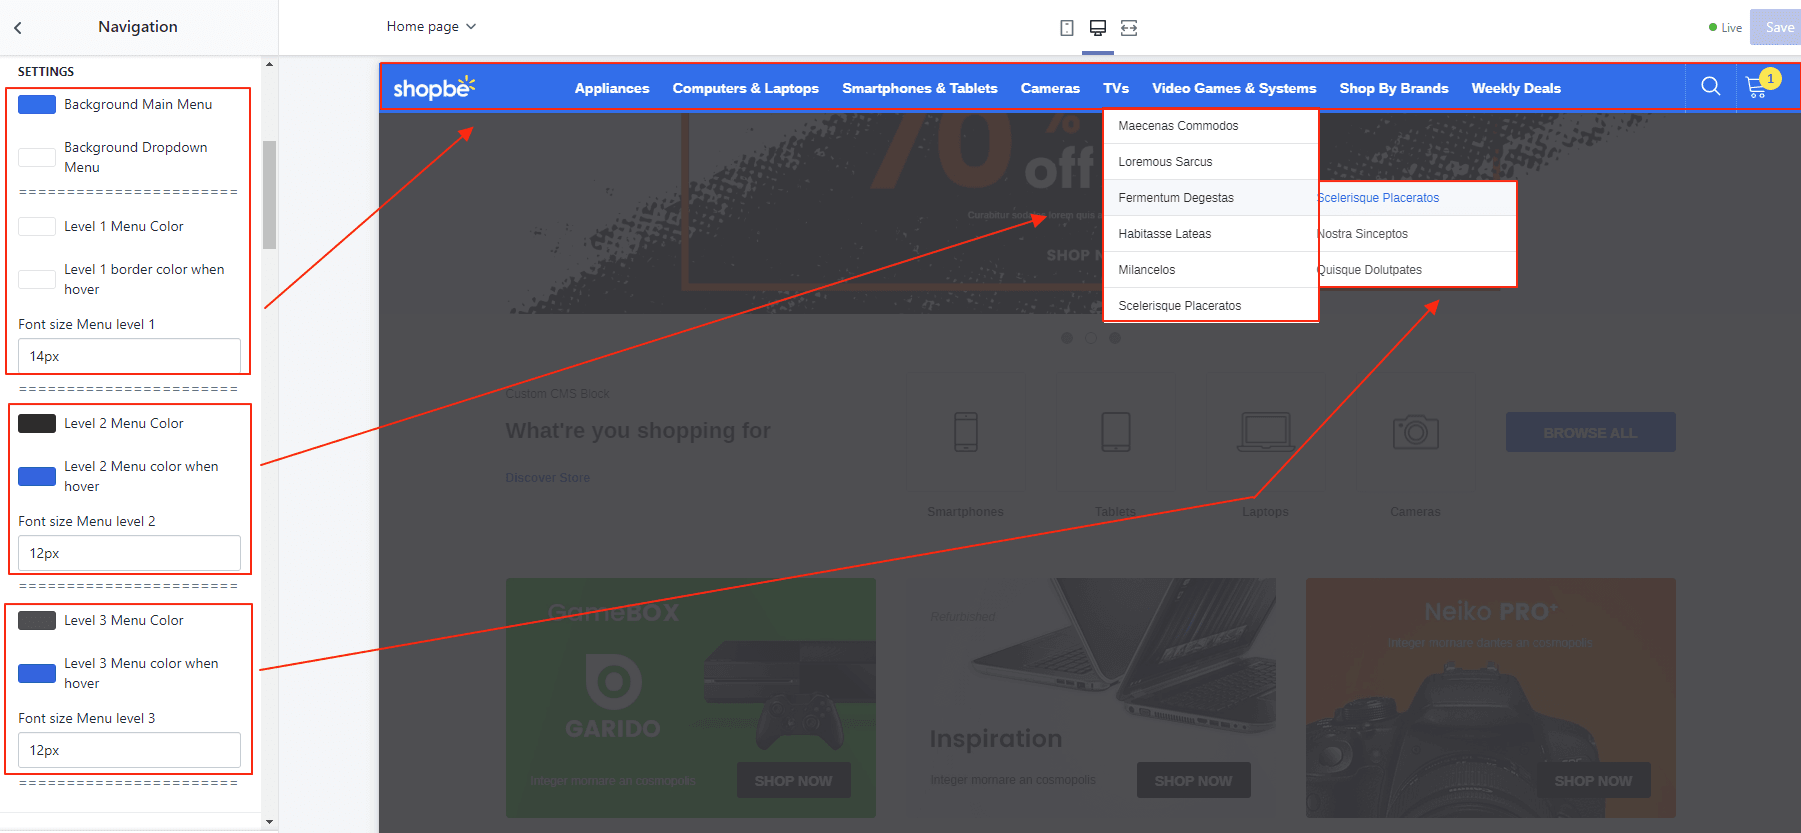 Navigation
Home page
Live
Save
SETTINGS
Background Main Menu
Background Dropdown
Menu
=======================
Level 1 Menu Color
Level 1 border color when
hover
Font size Menu level 1
14px
=======================
Level 2 Menu Color
Level 2 Menu color when
hover
Font size Menu level 2
12px
=======================
Level 3 Menu Color
Level 3 Menu color when
hover
Font size Menu level 3
12px
=======================
shopbe
Appliances
Computers & Laptops
Smartphones & Tablets
Cameras
TVs
Video Games & Systems
Shop By Brands
Weekly Deals
1
Maecenas Commodos
Loremous Sarcus
Fermentum Degestas
Habitasse Lateas
Milancelos
Scelerisque Placeratos
Scelerisque Placeratos
Nostra Sinceptos
Quisque Dolutpates
70%
off
Curabitur lorem quis
SHOP
Custom CMS Block
What're you shopping for
Discover Store
Smartphones
Tablets
Laptops
Cameras
BROWSE ALL
GameBOX
GARIDO
Integer mornare an cosmopolis
SHOP NOW
Refurbished
Inspiration
Integer mornare an cosmopolis
SHOP NOW
Neiko PRO+
Integer mornare dames an cosmopolis
SHOP NOW